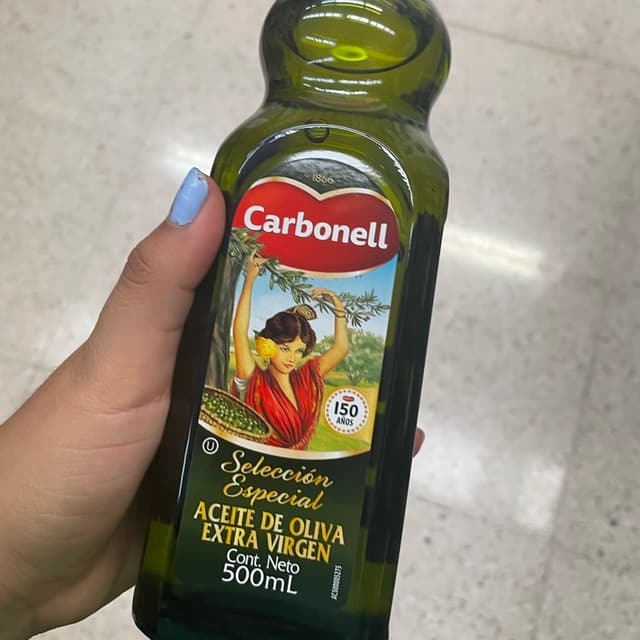 1866
Carbonell
150
AÑOS
U
Selección
Especial
ACEITE DE OLIVA
EXTRA VIRGEN
Cont. Neto
500mL